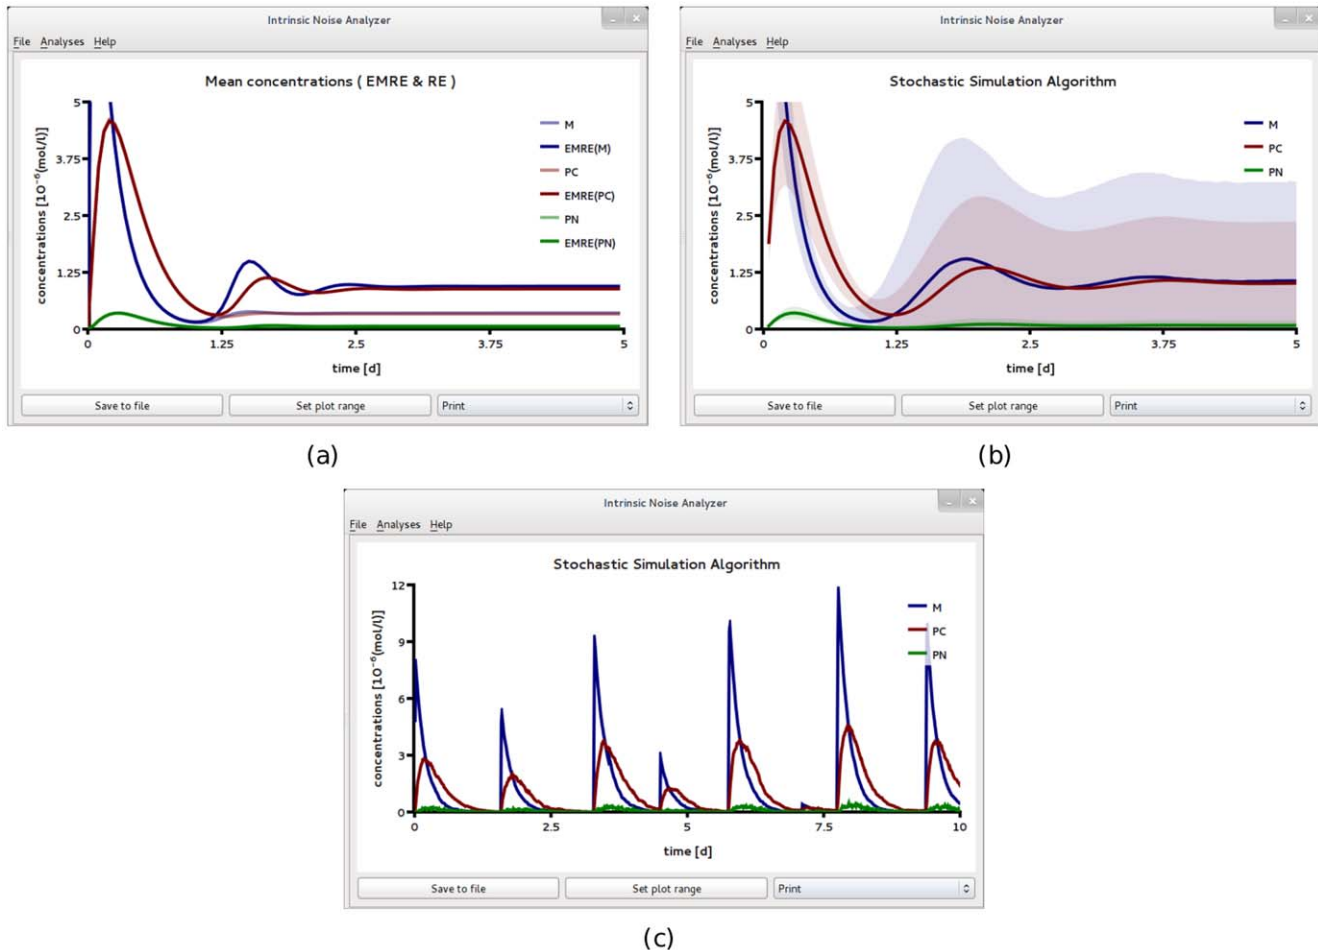 Intrinsic Noise Analyzer
File Analyses Help
Mean concentrations ( EMRE & RE )
concentrations [10⁻⁶(mol/l)]
5
3.75
2.5
1.25
0
0 1.25 2.5 3.75 5
time [d]
M
EMRE(M)
PC
EMRE(PC)
PN
EMRE(PN)
Save to file Set plot range Print
(a)
Intrinsic Noise Analyzer
File Analyses Help
Stochastic Simulation Algorithm
concentrations [10⁻⁶(mol/l)]
5
3.75
2.5
1.25
0
0 1.25 2.5 3.75 5
time [d]
M
PC
PN
Save to file Set plot range Print
(b)
Intrinsic Noise Analyzer
File Analyses Help
Stochastic Simulation Algorithm
concentrations [10⁻⁶(mol/l)]
12
9
6
3
0
0 2.5 5 7.5 10
time [d]
M
PC
PN
Save to file Set plot range Print
(c)